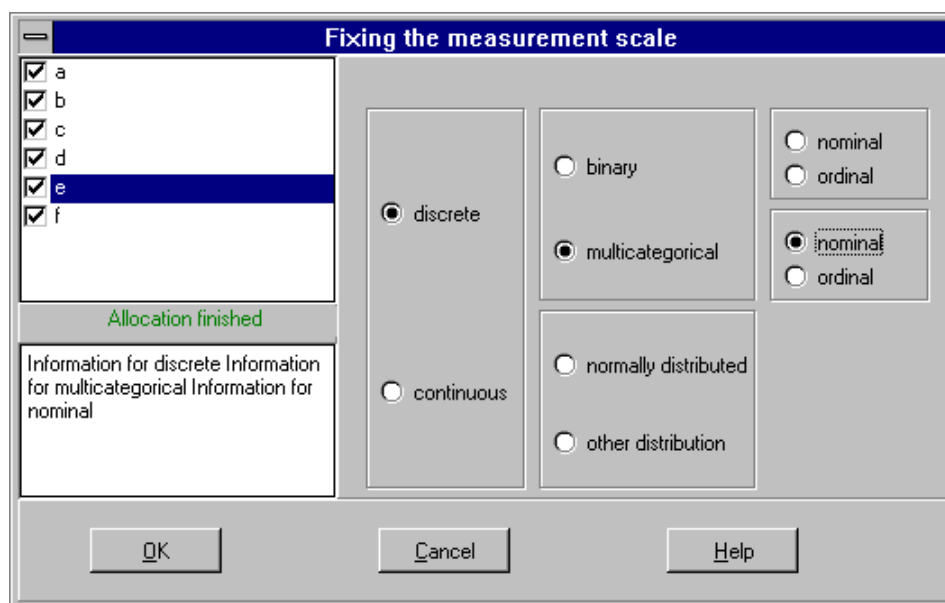 Fixing the measurement scale
a
b
c
d
e
f
Allocation finished
Information for discrete Information
for multicategorical Information for
nominal
discrete
continuous
binary
multicategorical
normally distributed
other distribution
nominal
ordinal
nominal
ordinal
OK
Cancel
Help